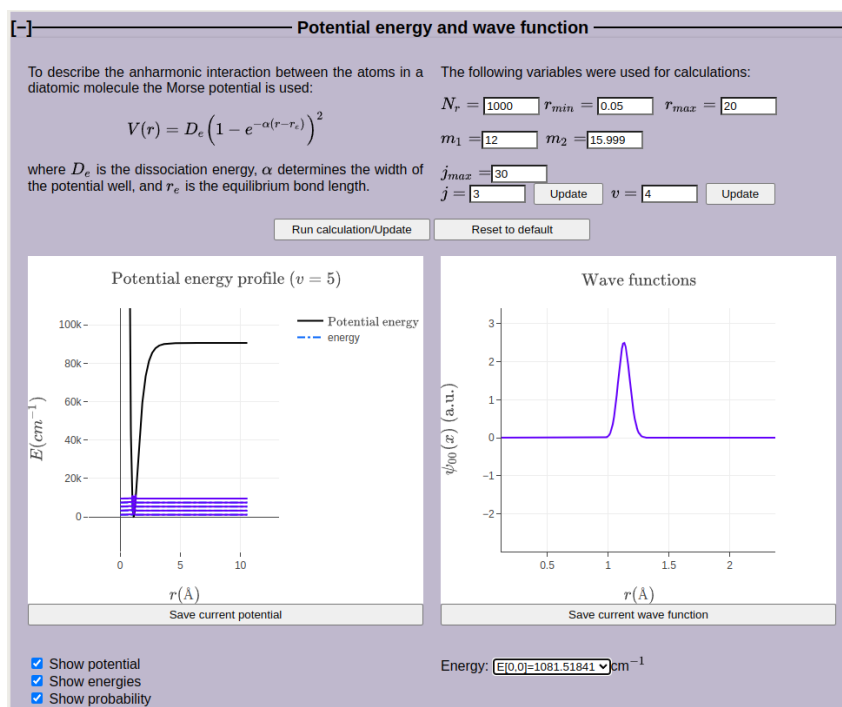 [−] Potential energy and wave function
To describe the anharmonic interaction between the atoms in a
diatomic molecule the Morse potential is used:
V(r) = D_e(1 − e^{−α(r−r_e)})^2
where D_e is the dissociation energy, α determines the width of
the potential well, and r_e is the equilibrium bond length.
The following variables were used for calculations:
N_r = 1000 r_min = 0.05 r_max = 20
m_1 = 12 m_2 = 15.999
j_max = 30
j = 3 Update v = 4 Update
Run calculation/Update Reset to default
Potential energy profile (v = 5)
Potential energy
energy
100k
80k
60k
40k
20k
0
E(cm^{−1})
0 5 10
r(Å)
Save current potential
Wave functions
3
2
1
0
−1
−2
ψ_00(x) (a.u.)
0.5 1 1.5 2
r(Å)
Save current wave function
Show potential
Show energies
Show probability
Energy: E[0,0]=1081.51841 cm^{−1}